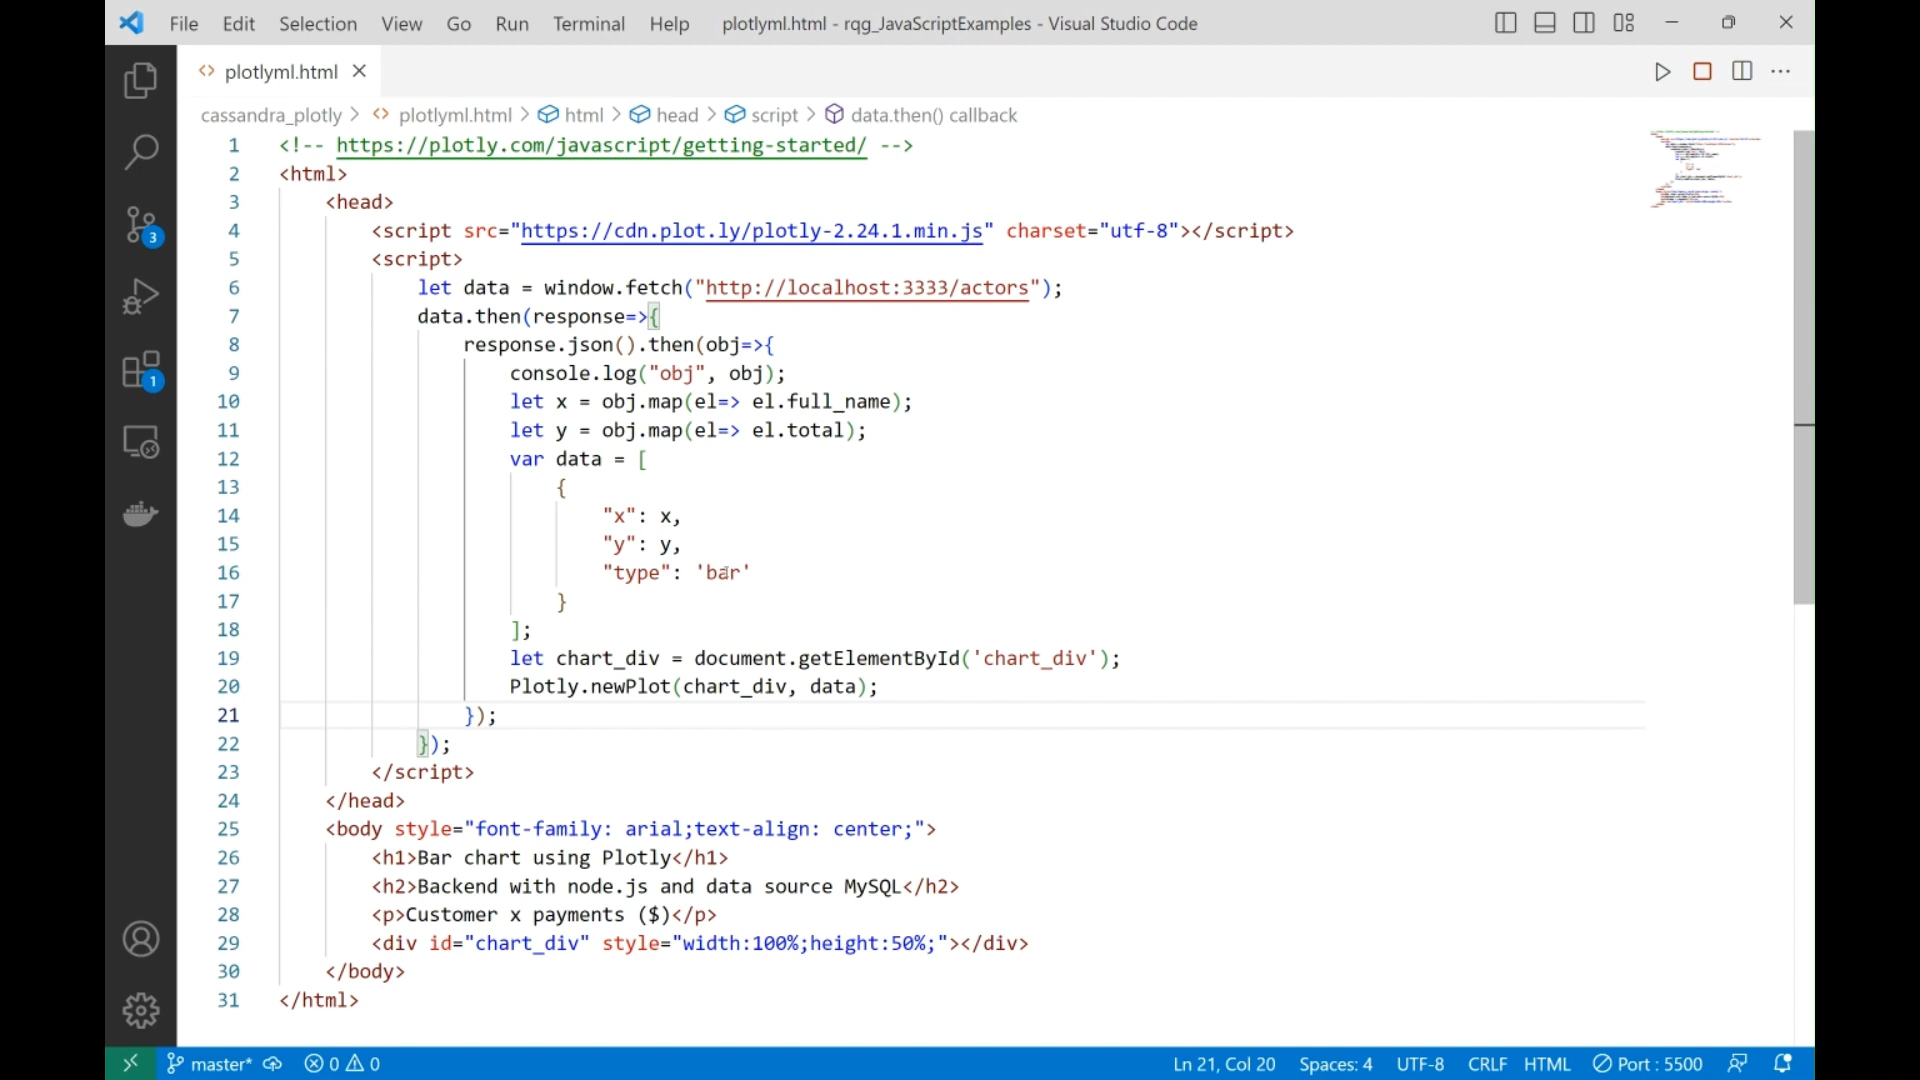 File Edit Selection View Go Run Terminal Help plotlyml.html - rqg_JavaScriptExamples - Visual Studio Code
plotlyml.html
cassandra_plotly > plotlyml.html > html > head > script > data.then() callback
1 <!-- https://plotly.com/javascript/getting-started/ -->
2 <html>
3     <head>
4         <script src="https://cdn.plot.ly/plotly-2.24.1.min.js" charset="utf-8"></script>
5         <script>
6             let data = window.fetch("http://localhost:3333/actors");
7             data.then(response=>{
8                 response.json().then(obj=>{
9                     console.log("obj", obj);
10                     let x = obj.map(el=> el.full_name);
11                     let y = obj.map(el=> el.total);
12                     var data = [
13                         {
14                             "x": x,
15                             "y": y,
16                             "type": 'bar'
17                         }
18                     ];
19                     let chart_div = document.getElementById('chart_div');
20                     Plotly.newPlot(chart_div, data);
21                 });
22             });
23         </script>
24     </head>
25     <body style="font-family: arial;text-align: center;">
26         <h1>Bar chart using Plotly</h1>
27         <h2>Backend with node.js and data source MySQL</h2>
28         <p>Customer x payments ($)</p>
29         <div id="chart_div" style="width:100%;height:50%;"></div>
30     </body>
31 </html>
3
1
master* 0 0 Ln 21, Col 20 Spaces: 4 UTF-8 CRLF HTML Port : 5500